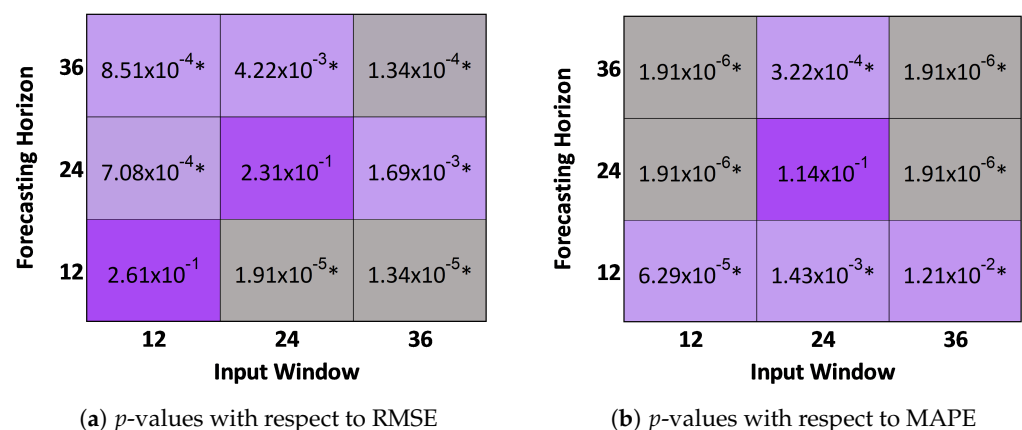 Forecasting Horizon
36 8.51x10⁻⁴* 4.22x10⁻³* 1.34x10⁻⁴*
24 7.08x10⁻⁴* 2.31x10⁻¹ 1.69x10⁻³*
12 2.61x10⁻¹ 1.91x10⁻⁵* 1.34x10⁻⁵*
12 24 36
Input Window
(a) p-values with respect to RMSE
Forecasting Horizon
36 1.91x10⁻⁶* 3.22x10⁻⁴* 1.91x10⁻⁶*
24 1.91x10⁻⁶* 1.14x10⁻¹ 1.91x10⁻⁶*
12 6.29x10⁻⁵* 1.43x10⁻³* 1.21x10⁻²*
12 24 36
Input Window
(b) p-values with respect to MAPE